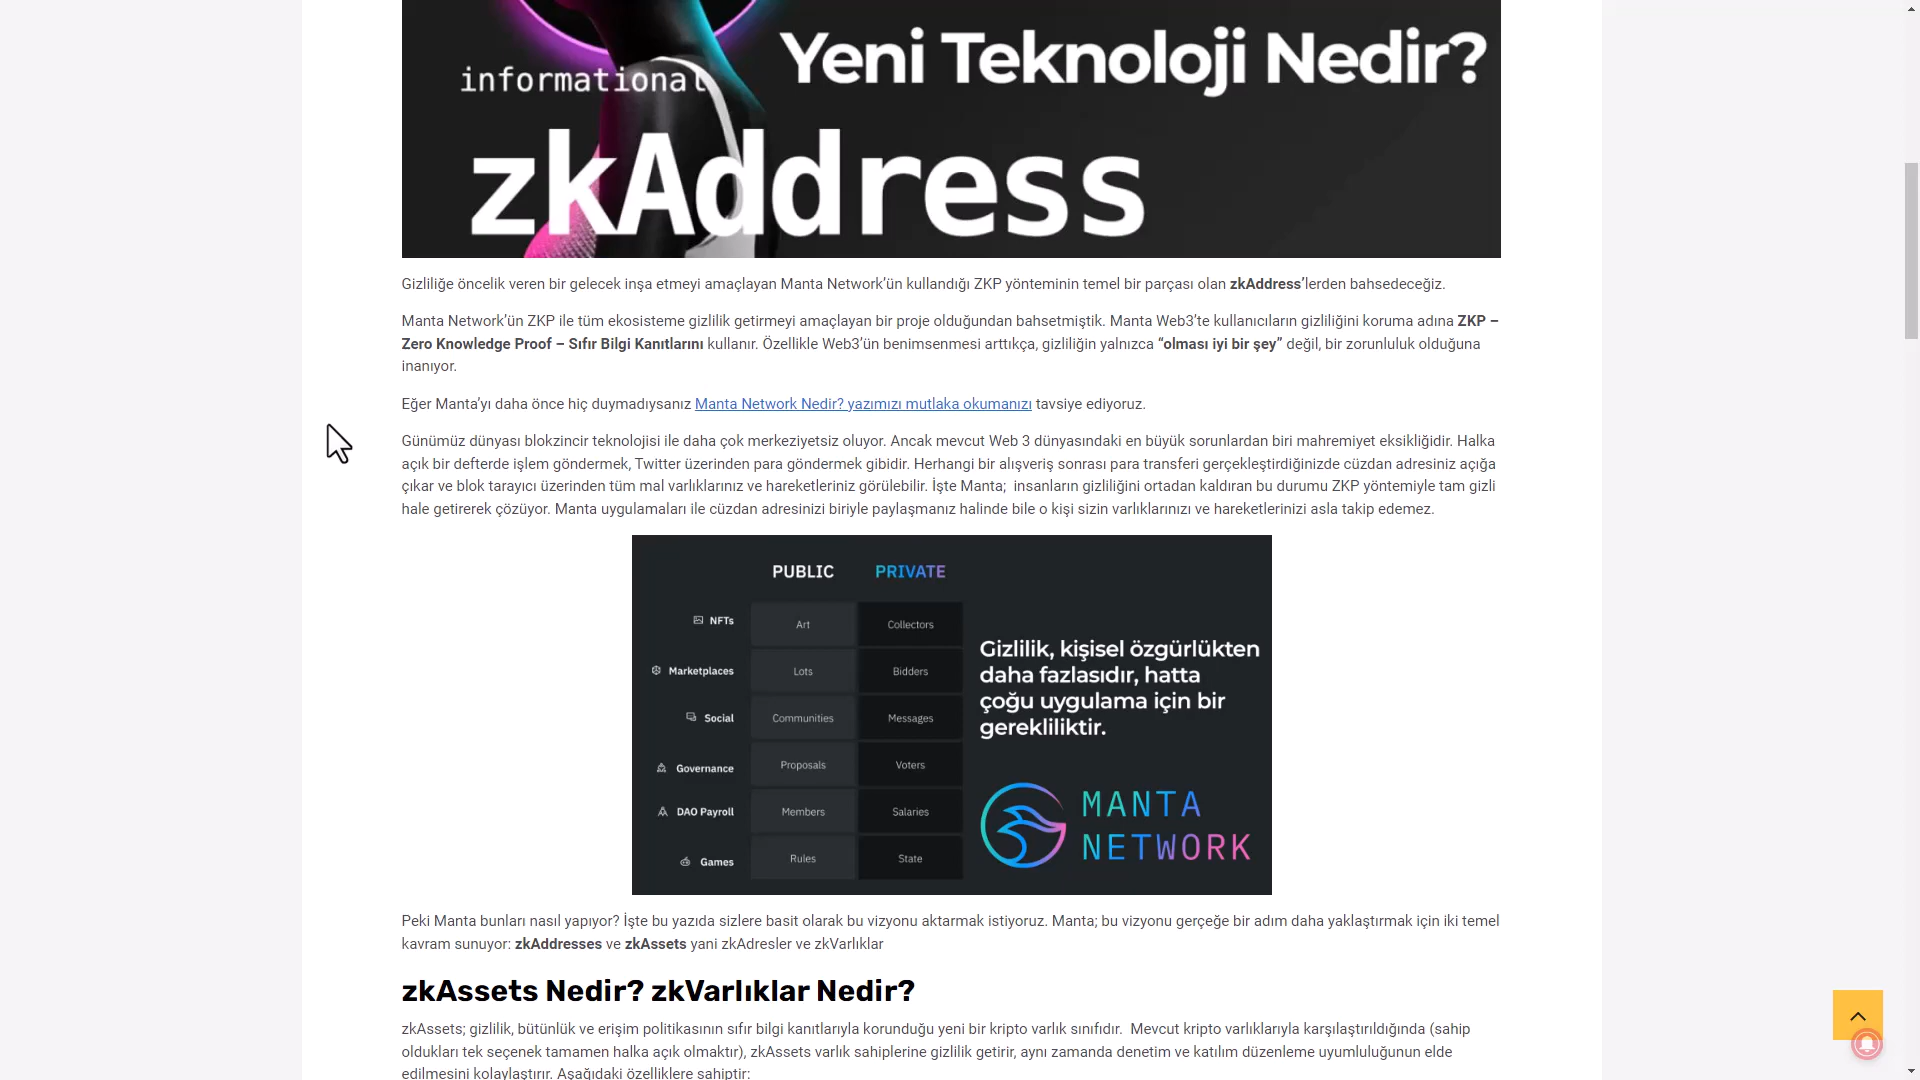 Yeni Teknoloji Nedir?
informational
zkAddress
Gizliliğe öncelik veren bir gelecek inşa etmeyi amaçlayan Manta Network’ün kullandığı ZKP yönteminin temel bir parçası olan zkAddress’lerden bahsedeceğiz.
Manta Network’ün ZKP ile tüm ekosisteme gizlilik getirmeyi amaçlayan bir proje olduğundan bahsetmiştik. Manta Web3’te kullanıcıların gizliliğini koruma adına ZKP –
Zero Knowledge Proof – Sıfır Bilgi Kanıtlarını kullanır. Özellikle Web3’ün benimsenmesi arttıkça, gizliliğin yalnızca “olması iyi bir şey” değil, bir zorunluluk olduğuna
inanıyor.
Eğer Manta’yı daha önce hiç duymadıysanız Manta Network Nedir? yazımızı mutlaka okumanızı tavsiye ediyoruz.
Günümüz dünyası blokzincir teknolojisi ile daha çok merkeziyetsiz oluyor. Ancak mevcut Web 3 dünyasındaki en büyük sorunlardan biri mahremiyet eksikliğidir. Halka
açık bir defterde işlem göndermek, Twitter üzerinden para göndermek gibidir. Herhangi bir alışveriş sonrası para transferi gerçekleştirdiğinizde cüzdan adresiniz açığa
çıkar ve blok tarayıcı üzerinden tüm mal varlıklarınız ve hareketleriniz görülebilir. İşte Manta;  insanların gizliliğini ortadan kaldıran bu durumu ZKP yöntemiyle tam gizli
hale getirerek çözüyor. Manta uygulamaları ile cüzdan adresinizi biriyle paylaşmanız halinde bile o kişi sizin varlıklarınızı ve hareketlerinizi asla takip edemez.
PUBLIC PRIVATE
NFTs Art Collectors
Marketplaces Lots Bidders
Social Communities Messages
Governance Proposals Voters
DAO Payroll Members Salaries
Games Rules State
Gizlilik, kişisel özgürlükten
daha fazlasıdır, hatta
çoğu uygulama için bir
gerekliliktir.
MANTA
NETWORK
Peki Manta bunları nasıl yapıyor? İşte bu yazıda sizlere basit olarak bu vizyonu aktarmak istiyoruz. Manta; bu vizyonu gerçeğe bir adım daha yaklaştırmak için iki temel
kavram sunuyor: zkAddresses ve zkAssets yani zkAdresler ve zkVarlıklar
zkAssets Nedir? zkVarlıklar Nedir?
zkAssets; gizlilik, bütünlük ve erişim politikasının sıfır bilgi kanıtlarıyla korunduğu yeni bir kripto varlık sınıfıdır.  Mevcut kripto varlıklarıyla karşılaştırıldığında (sahip
oldukları tek seçenek tamamen halka açık olmaktır), zkAssets varlık sahiplerine gizlilik getirir, aynı zamanda denetim ve katılım düzenleme uyumluluğunun elde
edilmesini kolaylaştırır. Aşağıdaki özelliklere sahiptir: